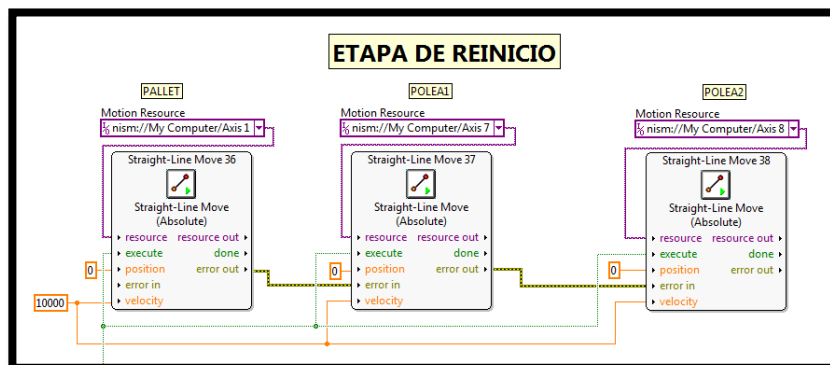 ETAPA DE REINICIO
PALLET
Motion Resource
I/O nism://My Computer/Axis 1
Straight-Line Move 36
Straight-Line Move
(Absolute)
resource resource out
execute done
position error out
error in
velocity
0
10000
POLEA1
Motion Resource
I/O nism://My Computer/Axis 7
Straight-Line Move 37
Straight-Line Move
(Absolute)
resource resource out
execute done
position error out
error in
velocity
0
POLEA2
Motion Resource
I/O nism://My Computer/Axis 8
Straight-Line Move 38
Straight-Line Move
(Absolute)
resource resource out
execute done
position error out
error in
velocity
0